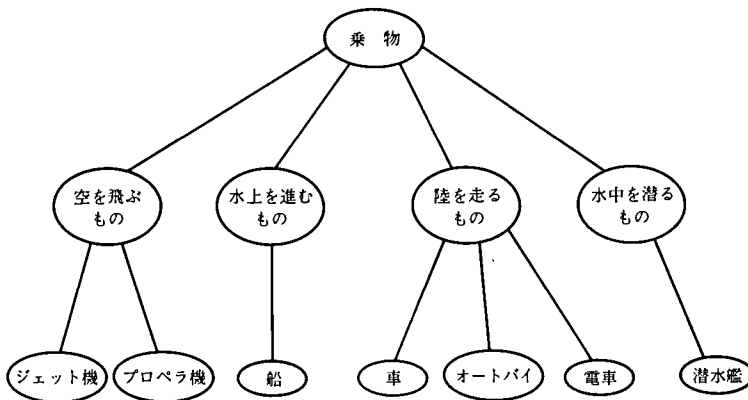 乗物
空を飛ぶ
もの
水上を進む
もの
陸を走る
もの
水中を潜る
もの
ジェット機
プロペラ機
船
車
オートバイ
電車
潜水艦